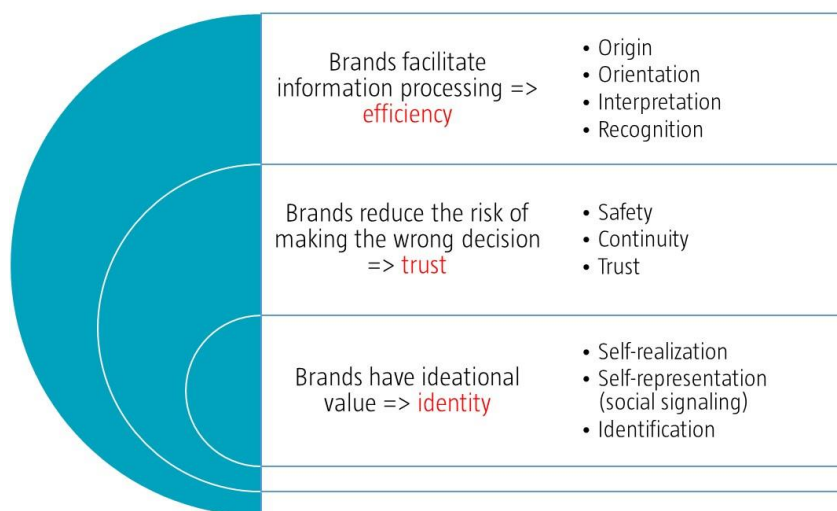 Brands facilitate
information processing =>
efficiency
• Origin
• Orientation
• Interpretation
• Recognition
Brands reduce the risk of
making the wrong decision
=> trust
• Safety
• Continuity
• Trust
Brands have ideational
value => identity
• Self-realization
• Self-representation
(social signaling)
• Identification